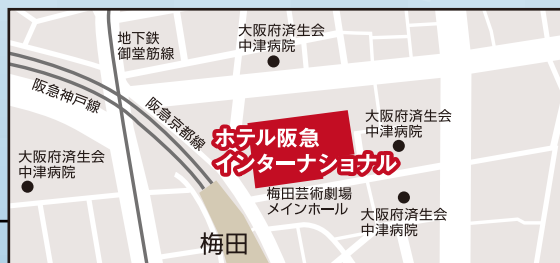 地下鉄
御堂筋線
大阪府済生会
中津病院
阪急神戸線
阪急京都線
ホテル阪急
インターナショナル
大阪府済生会
中津病院
大阪府済生会
中津病院
梅田芸術劇場
メインホール
大阪府済生会
中津病院
梅田